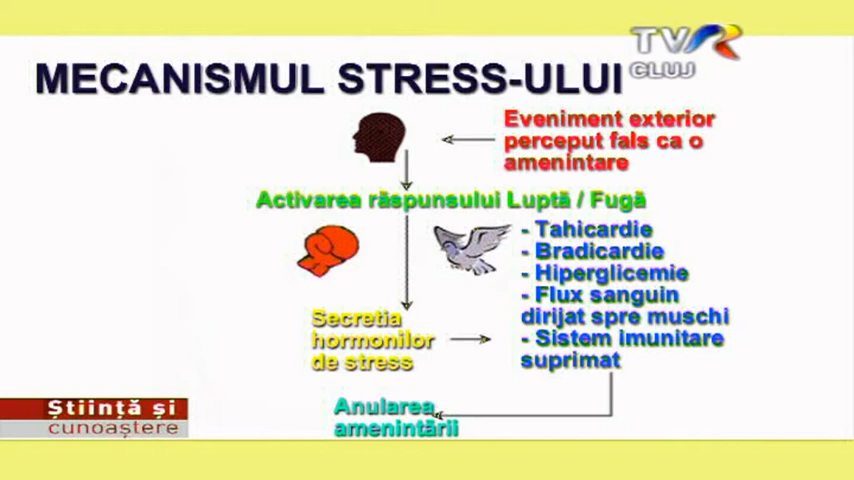 TVR
CLUJ
MECANISMUL STRESS-ULUI
Eveniment exterior
perceput fals ca o
amenintare
Activarea răspunsului Luptă / Fugă
- Tahicardie
- Bradicardie
- Hiperglicemie
- Flux sanguin
dirijat spre muschi
- Sistem imunitare
suprimat
Secretia
hormonilor
de stress
Anularea
amenintării
Știință și
cunoaștere